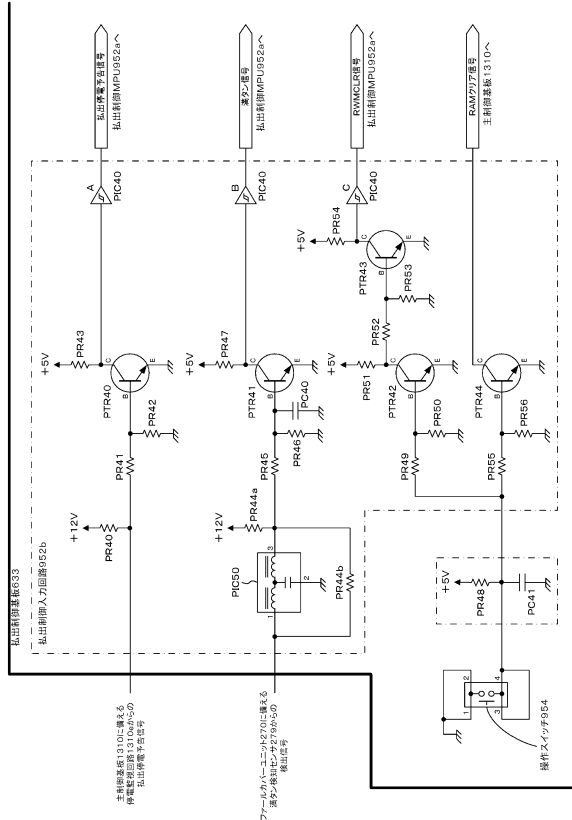 払出制御基板633
払出制御入力回路952b
払出停電予告信号
払出制御MPU952aへ
満タン信号
払出制御MPU952aへ
RWMCLR信号
払出制御MPU952aへ
RAMクリア信号
主制御基板1310へ
A
PIC40
B
PIC40
C
PIC40
+5V
PR43
C
B
E
PTR40
PR42
PR41
+12V
PR40
主制御基板1310に備える
停電監視回路1310eからの
払出停電予告信号
+5V
PR47
C
B
E
PTR41
PC40
PR46
PR45
+12V
PR44a
PIC50
1
2
3
PR44b
ファールカバーユニット270に備える
満タン検知センサ279からの
検出信号
+5V
PR54
C
B
E
PTR43
PR53
PR52
+5V
PR51
C
B
E
PTR42
PR50
PR49
C
B
E
PTR44
PR56
PR55
+5V
PR48
PC41
1
2
3
4
操作スイッチ954